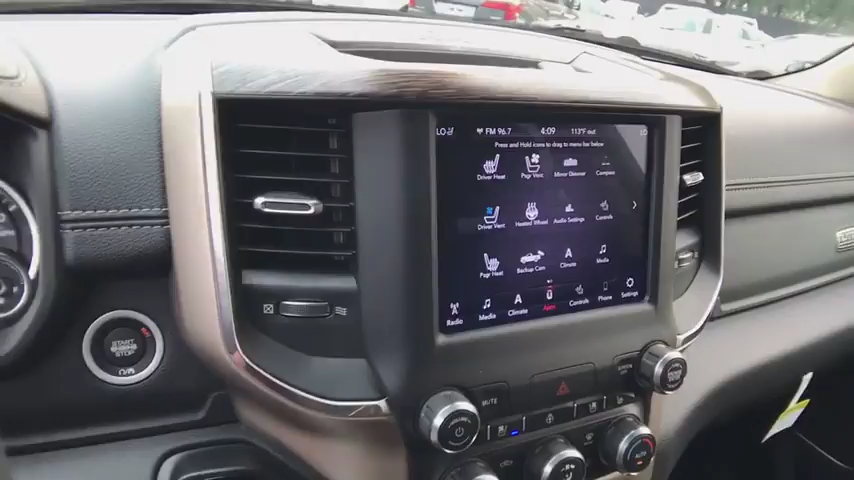 LO FM 96.7 4:09 113°F out LO
Press and Hold icons to drag to menu bar below
Driver Heat Psgr Vent Mirror Dimmer Compass
Driver Vent Heated Wheel Audio Settings Controls
Psgr Heat Backup Cam Climate Media
Radio Media Climate Apps Controls Phone Settings
START
STOP
MUTE
AUTO